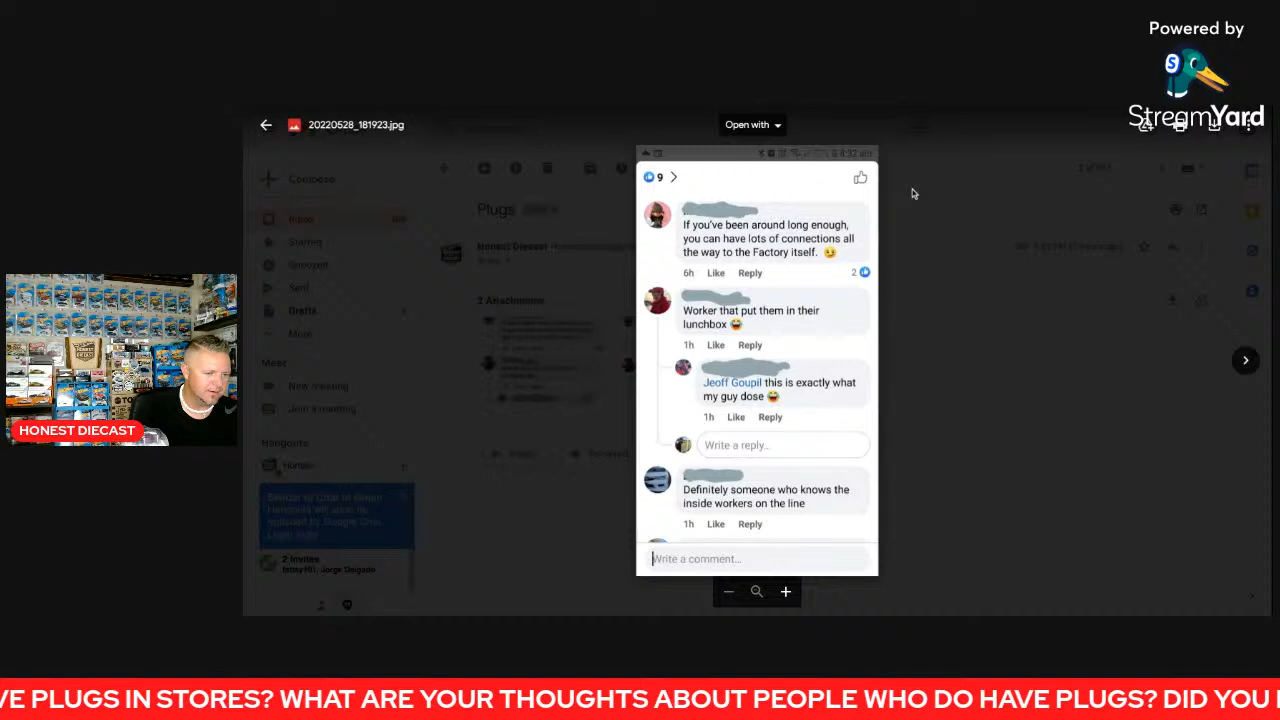 Powered by
StreamYard
20220528_181923.jpg
Open with
Compose
Plugs
Inbox
Starred
Snoozed
Sent
Drafts
More
Honest Diecast
2 Attachments
Meet
New meeting
Join a meeting
Hangouts
2 Invites
9
If you've been around long enough,
you can have lots of connections all
the way to the Factory itself. 😏
6h Like Reply 2
Worker that put them in their
lunchbox 😂
1h Like Reply
Jeoff Goupil this is exactly what
my guy dose 😂
1h Like Reply
Write a reply...
Definitely someone who knows the
inside workers on the line
1h Like Reply
Write a comment...
HONEST DIECAST
VE PLUGS IN STORES? WHAT ARE YOUR THOUGHTS ABOUT PEOPLE WHO DO HAVE PLUGS? DID YOU